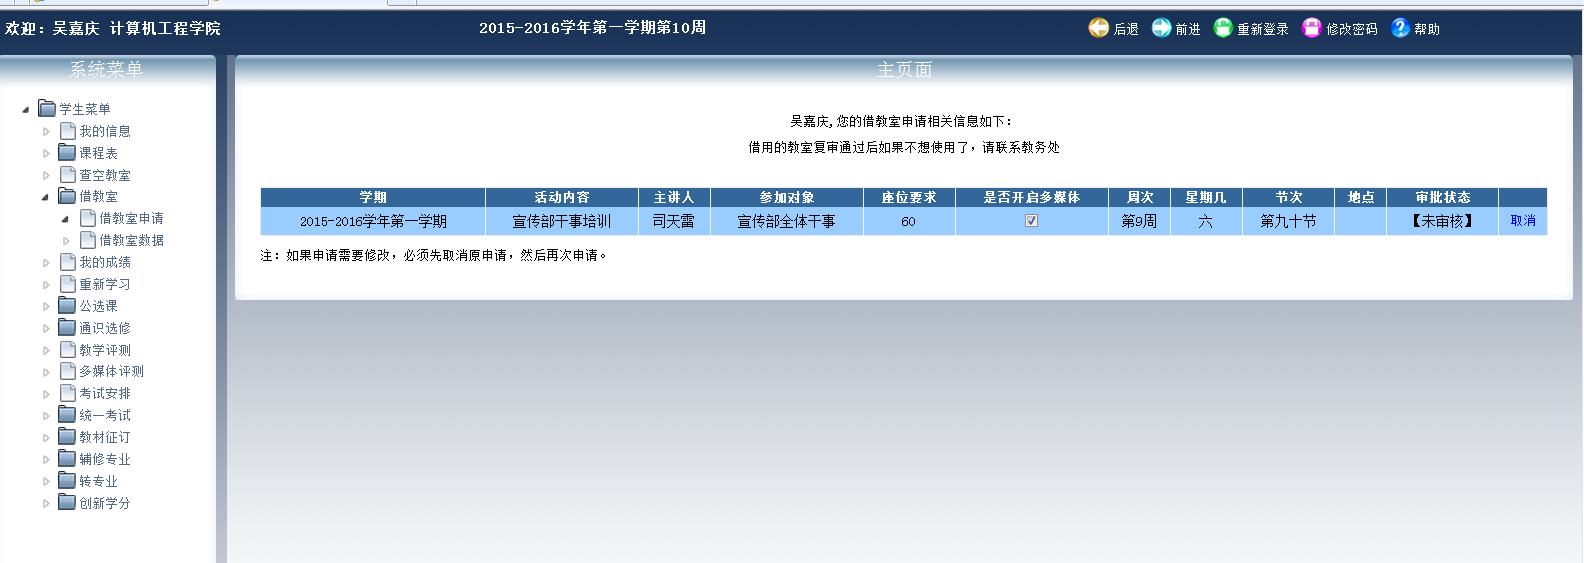 欢迎：吴嘉庆 计算机工程学院
2015-2016学年第一学期第10周
后退 前进 重新登录 修改密码 帮助
系统菜单
学生菜单
我的信息
课程表
查空教室
借教室
借教室申请
借教室数据
我的成绩
重新学习
公选课
通识选修
教学评测
多媒体评测
考试安排
统一考试
教材征订
辅修专业
转专业
创新学分
主页面
吴嘉庆,您的借教室申请相关信息如下：
借用的教室复审通过后如果不想使用了，请联系教务处
学期 活动内容 主讲人 参加对象 座位要求 是否开启多媒体 周次 星期几 节次 地点 审批状态
2015-2016学年第一学期 宣传部干事培训 司天雷 宣传部全体干事 60 第9周 六 第九十节 【未审核】 取消
注：如果申请需要修改，必须先取消原申请，然后再次申请。